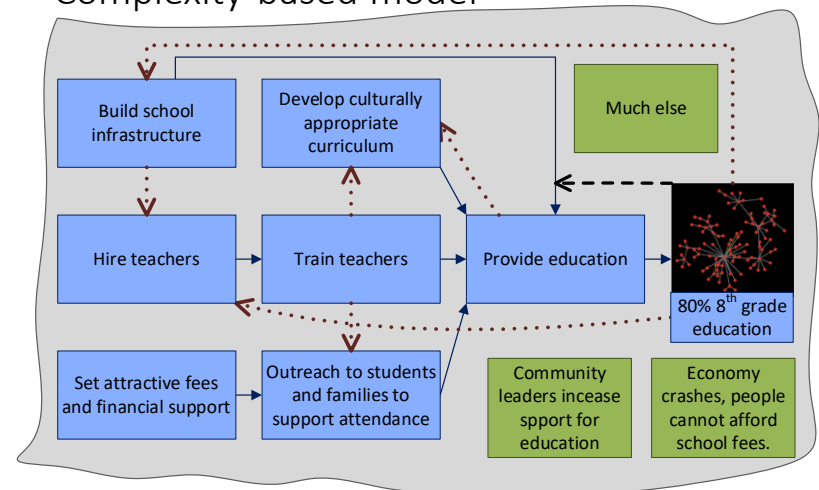 Complexity-based model
Build school
infrastructure
Develop culturally
appropriate
curriculum
Much else
Hire teachers
Train teachers
Provide education
80% 8th grade
education
Set attractive fees
and financial support
Outreach to students
and families to
support attendance
Community
leaders incease
spport for
education
Economy
crashes, people
cannot afford
school fees.